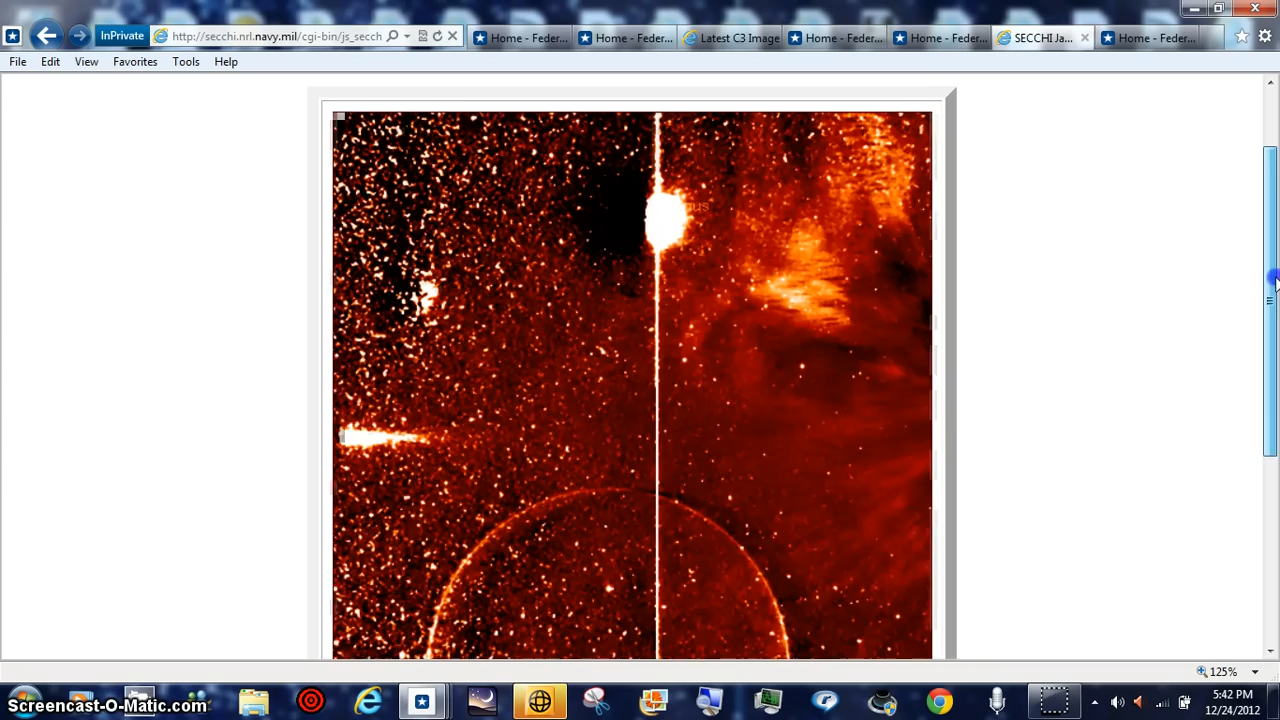 InPrivate
http://secchi.nrl.navy.mil/cgi-bin/js_secch
Home - Feder...
Home - Feder...
Latest C3 Image
Home - Feder...
Home - Feder...
SECCHI Ja...
Home - Feder...
File Edit View Favorites Tools Help
125%
Screencast-O-Matic.com
5:42 PM
12/24/2012